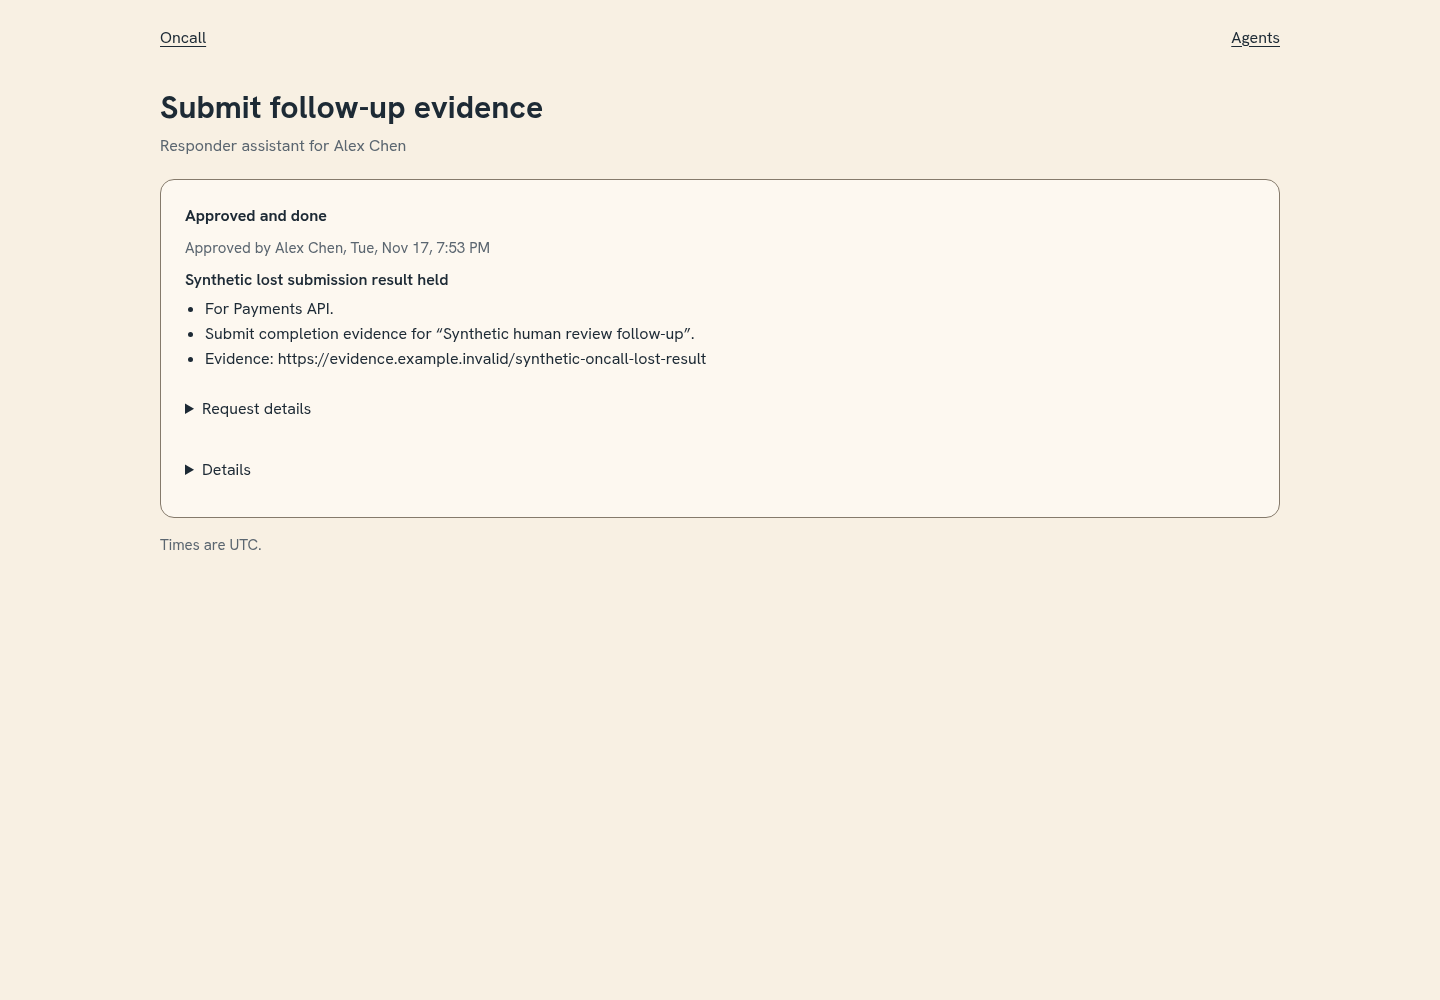 Oncall
Agents
Submit follow-up evidence
Responder assistant for Alex Chen
Approved and done
Approved by Alex Chen, Tue, Nov 17, 7:53 PM
Synthetic lost submission result held
• For Payments API.
• Submit completion evidence for “Synthetic human review follow-up”.
• Evidence: https://evidence.example.invalid/synthetic-oncall-lost-result
Request details
Details
Times are UTC.